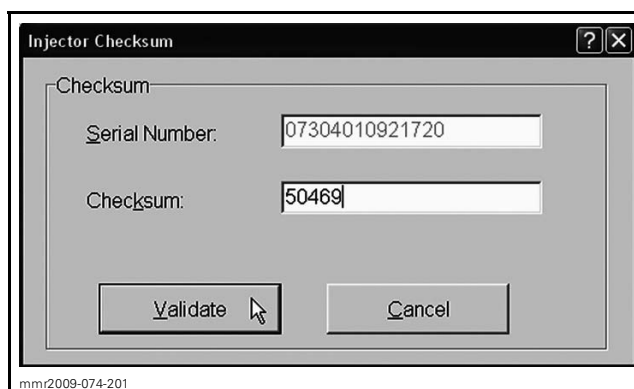 Injector Checksum
Checksum
Serial Number: 07304010921720
Checksum: 50469
Validate Cancel
mmr2009-074-201